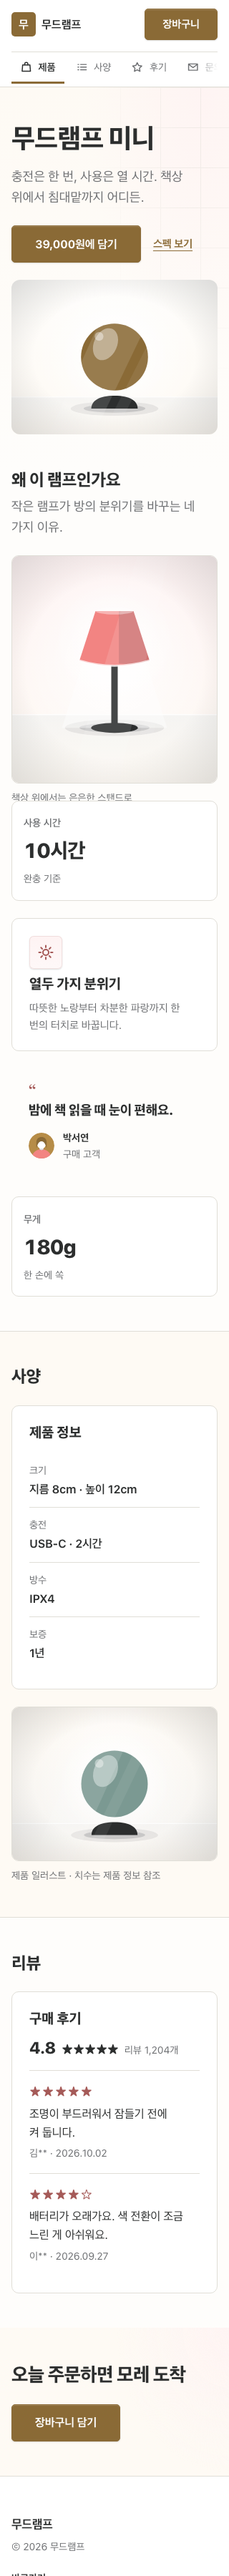 무 무드램프
장바구니
제품 사양 후기
무드램프 미니
충전은 한 번, 사용은 열 시간. 책상
위에서 침대맡까지 어디든.
39,000원에 담기 스펙 보기
왜 이 램프인가요
작은 램프가 방의 분위기를 바꾸는 네
가지 이유.
책상 위에서는 은은한 스탠드로
사용 시간
10시간
완충 기준
열두 가지 분위기
따뜻한 노랑부터 차분한 파랑까지 한
번의 터치로 바꿉니다.
“
밤에 책 읽을 때 눈이 편해요.
박서연
구매 고객
무게
180g
한 손에 쏙
사양
제품 정보
크기
지름 8cm · 높이 12cm
충전
USB-C · 2시간
방수
IPX4
보증
1년
제품 일러스트 · 치수는 제품 정보 참조
리뷰
구매 후기
4.8 ★★★★★ 리뷰 1,204개
★★★★★
조명이 부드러워서 잠들기 전에
켜 둡니다.
김** · 2026.10.02
★★★★☆
배터리가 오래가요. 색 전환이 조금
느린 게 아쉬워요.
이** · 2026.09.27
오늘 주문하면 모레 도착
장바구니 담기
무드램프
© 2026 무드램프